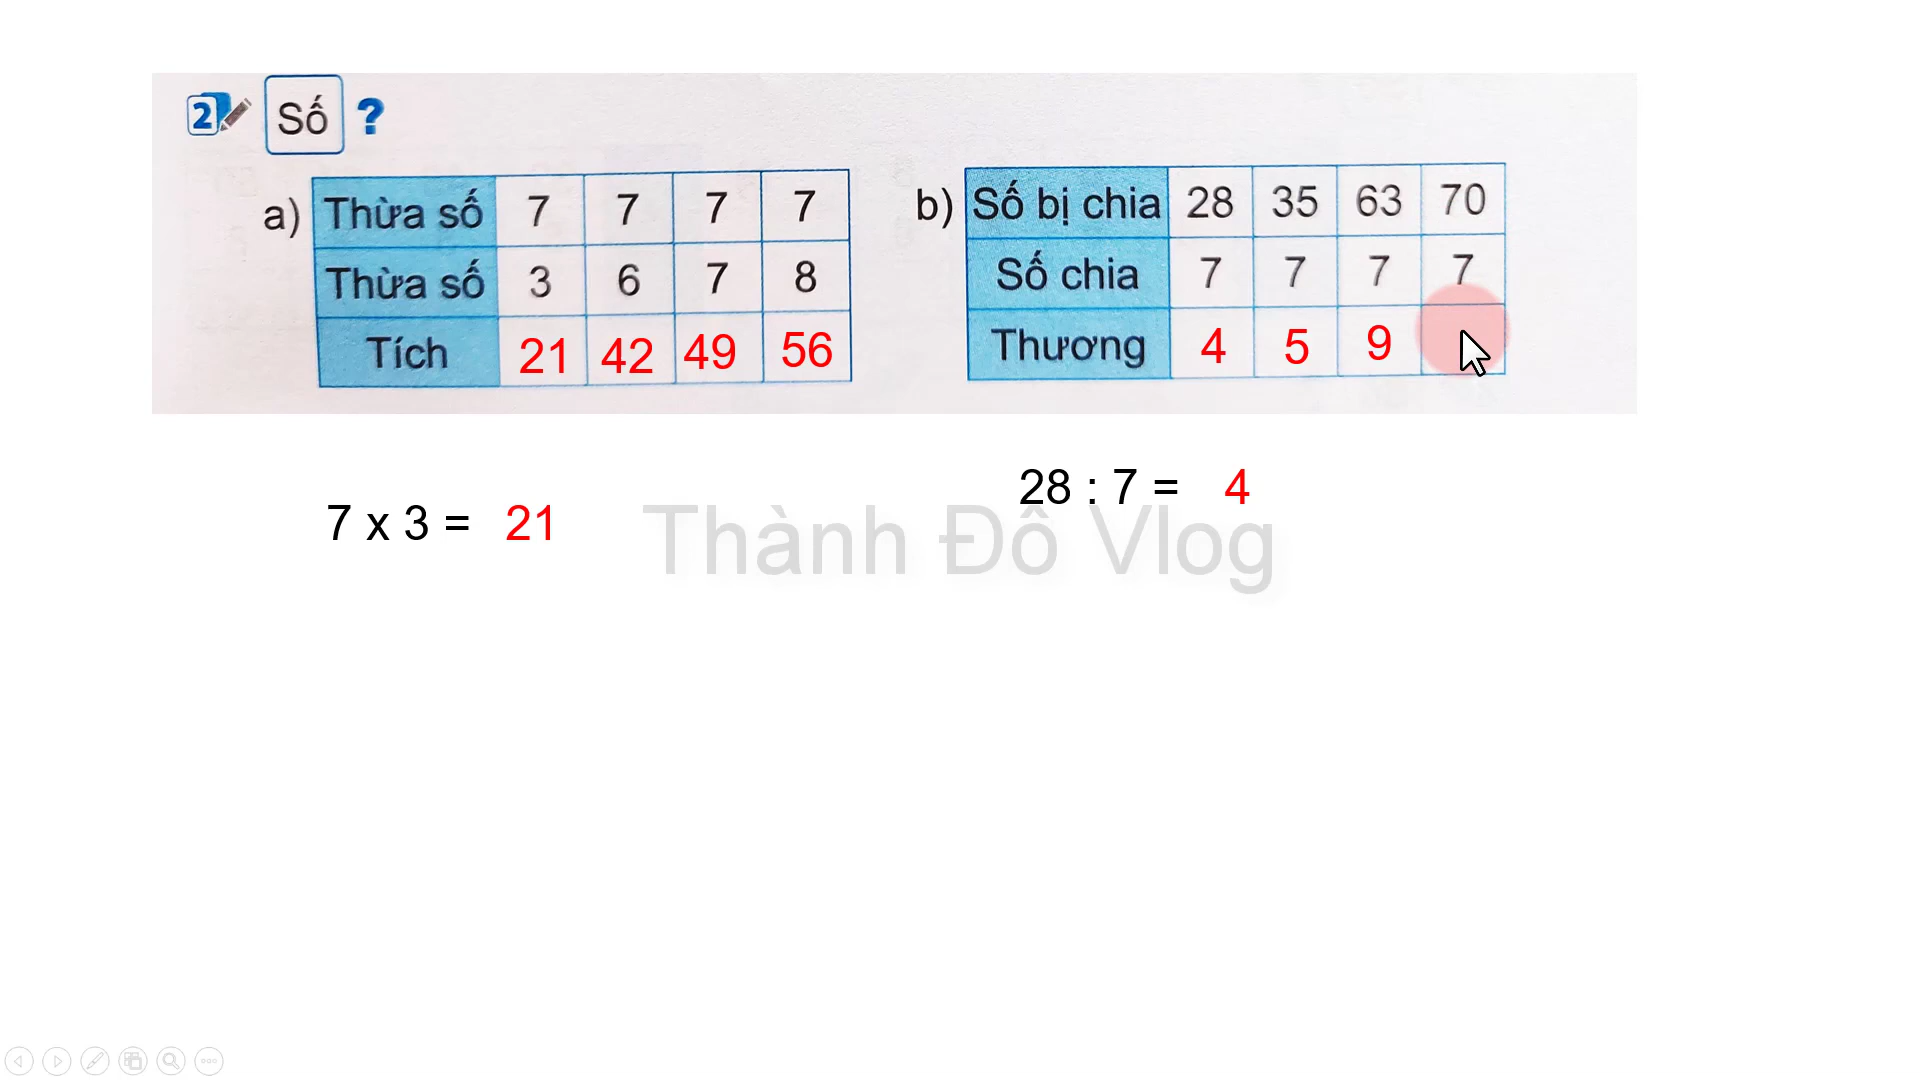 2 Số ?
a) Thừa số 7 7 7 7
Thừa số 3 6 7 8
Tích 21 42 49 56
b) Số bị chia 28 35 63 70
Số chia 7 7 7 7
Thương 4 5 9
7 x 3 = 21
28 : 7 = 4
Thành Đô Vlog